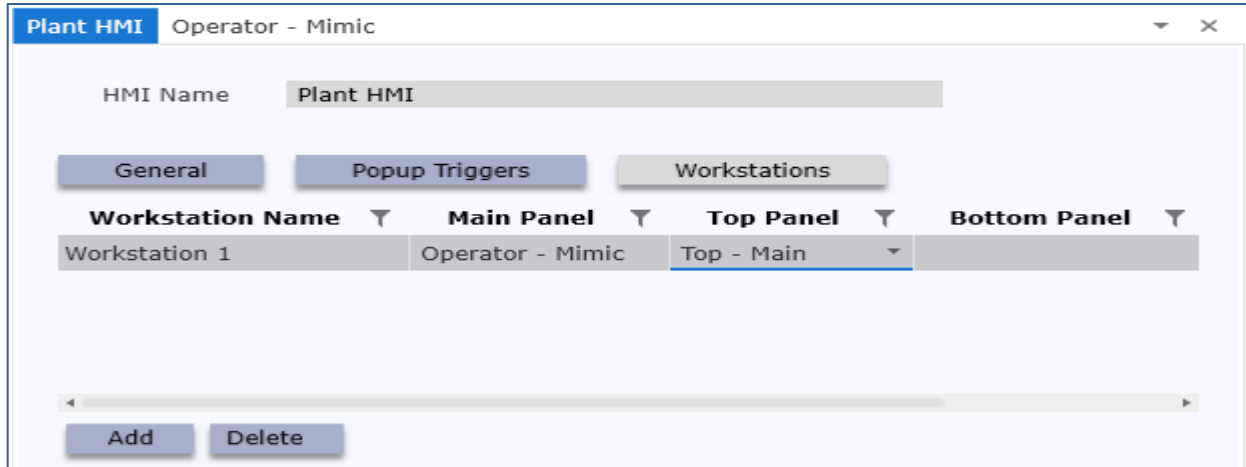 Plant HMI Operator - Mimic
HMI Name Plant HMI
General Popup Triggers Workstations
Workstation Name Main Panel Top Panel Bottom Panel
Workstation 1 Operator - Mimic Top - Main
Add Delete